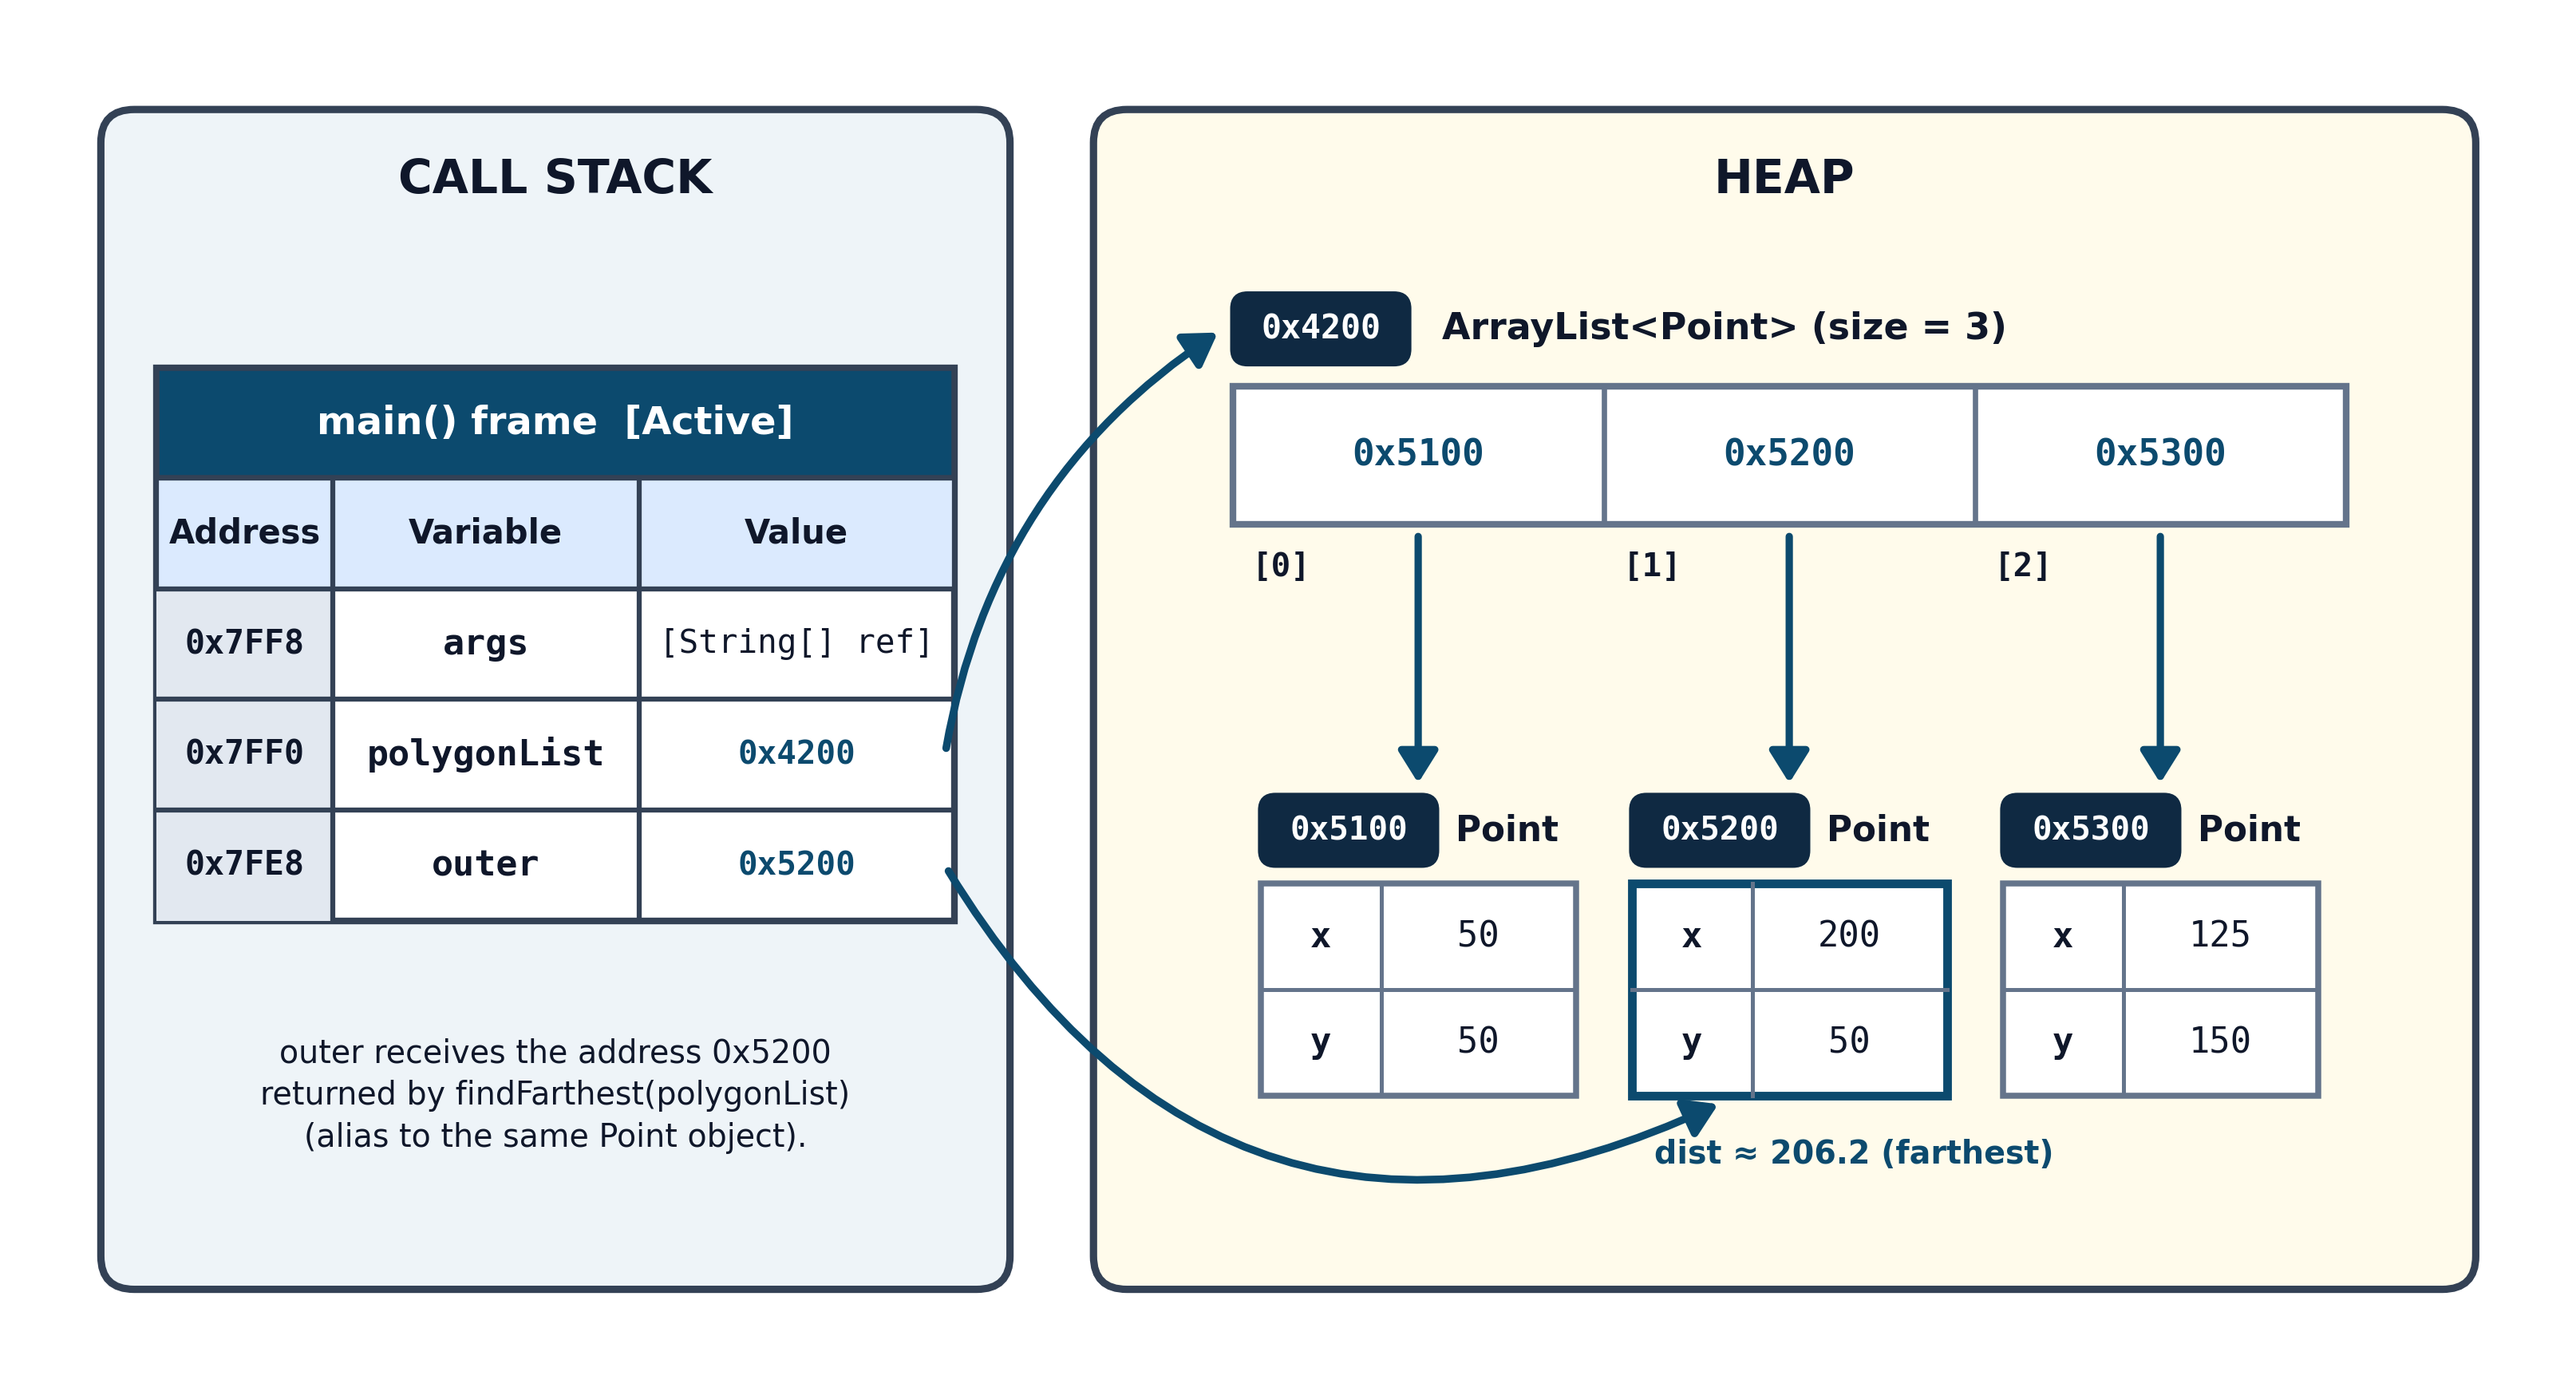 CALL STACK
main() frame [Active]
Address Variable Value
0x7FF8 args [String[] ref]
0x7FF0 polygonList 0x4200
0x7FE8 outer 0x5200
outer receives the address 0x5200
returned by findFarthest(polygonList)
(alias to the same Point object).
HEAP
0x4200 ArrayList<Point> (size = 3)
0x5100 0x5200 0x5300
[0] [1] [2]
0x5100 Point 0x5200 Point 0x5300 Point
x 50 x 200 x 125
y 50 y 50 y 150
dist ≈ 206.2 (farthest)